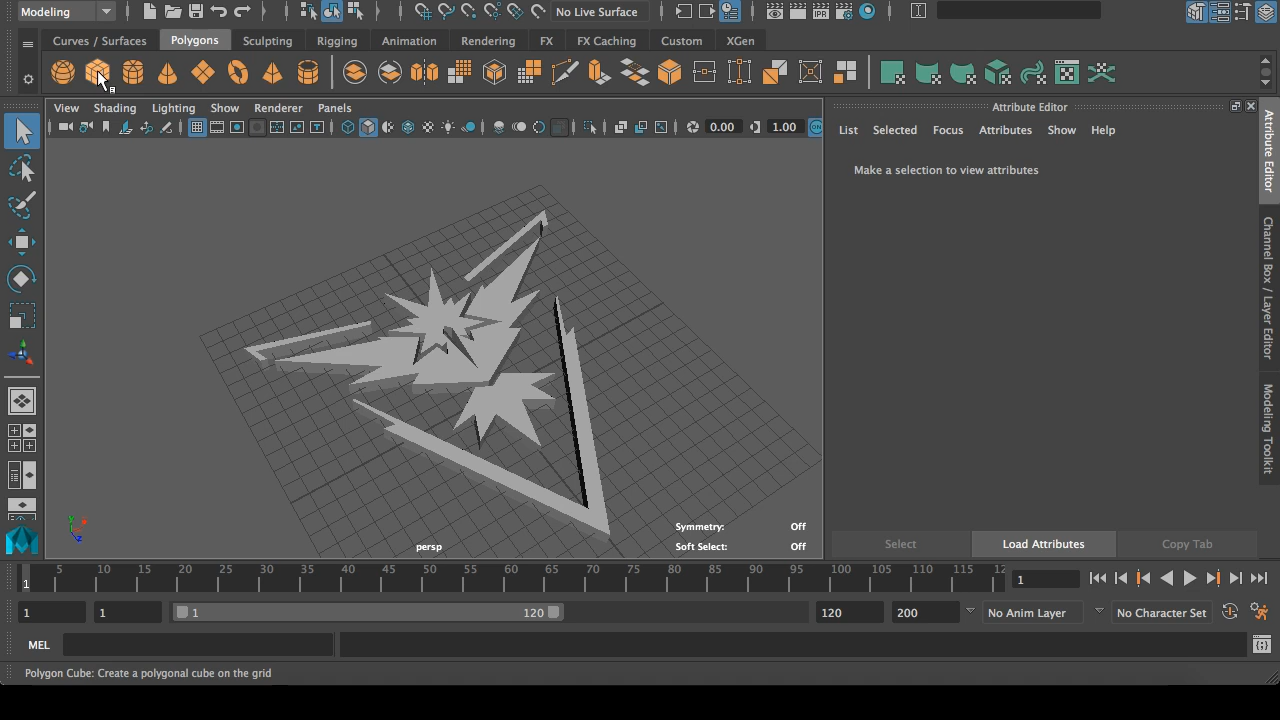 Modeling No Live Surface
Curves / Surfaces Polygons Sculpting Rigging Animation Rendering FX FX Caching Custom XGen
View Shading Lighting Show Renderer Panels
Attribute Editor
0.00 1.00 ON
List Selected Focus Attributes Show Help
Make a selection to view attributes
Attribute Editor
Channel Box / Layer Editor
Modeling Toolkit
Symmetry: Off
Soft Select: Off
persp
Select Load Attributes Copy Tab
1 5 10 15 20 25 30 35 40 45 50 55 60 65 70 75 80 85 90 95 100 105 110 115 12 1
1 1 1 120 120 200 No Anim Layer No Character Set
MEL
Polygon Cube: Create a polygonal cube on the grid